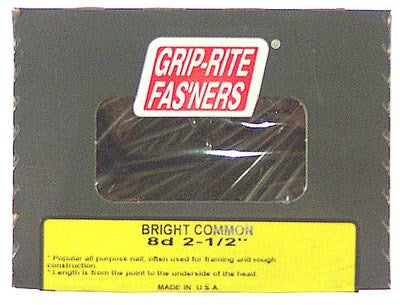 GRIP-RITE
FAS'NERS
®
BRIGHT COMMON
8d 2-1/2"
* Popular all purpose nail, often used for framing and rough
construction.
* Length is from the point to the underside of the head.
MADE IN U.S.A.